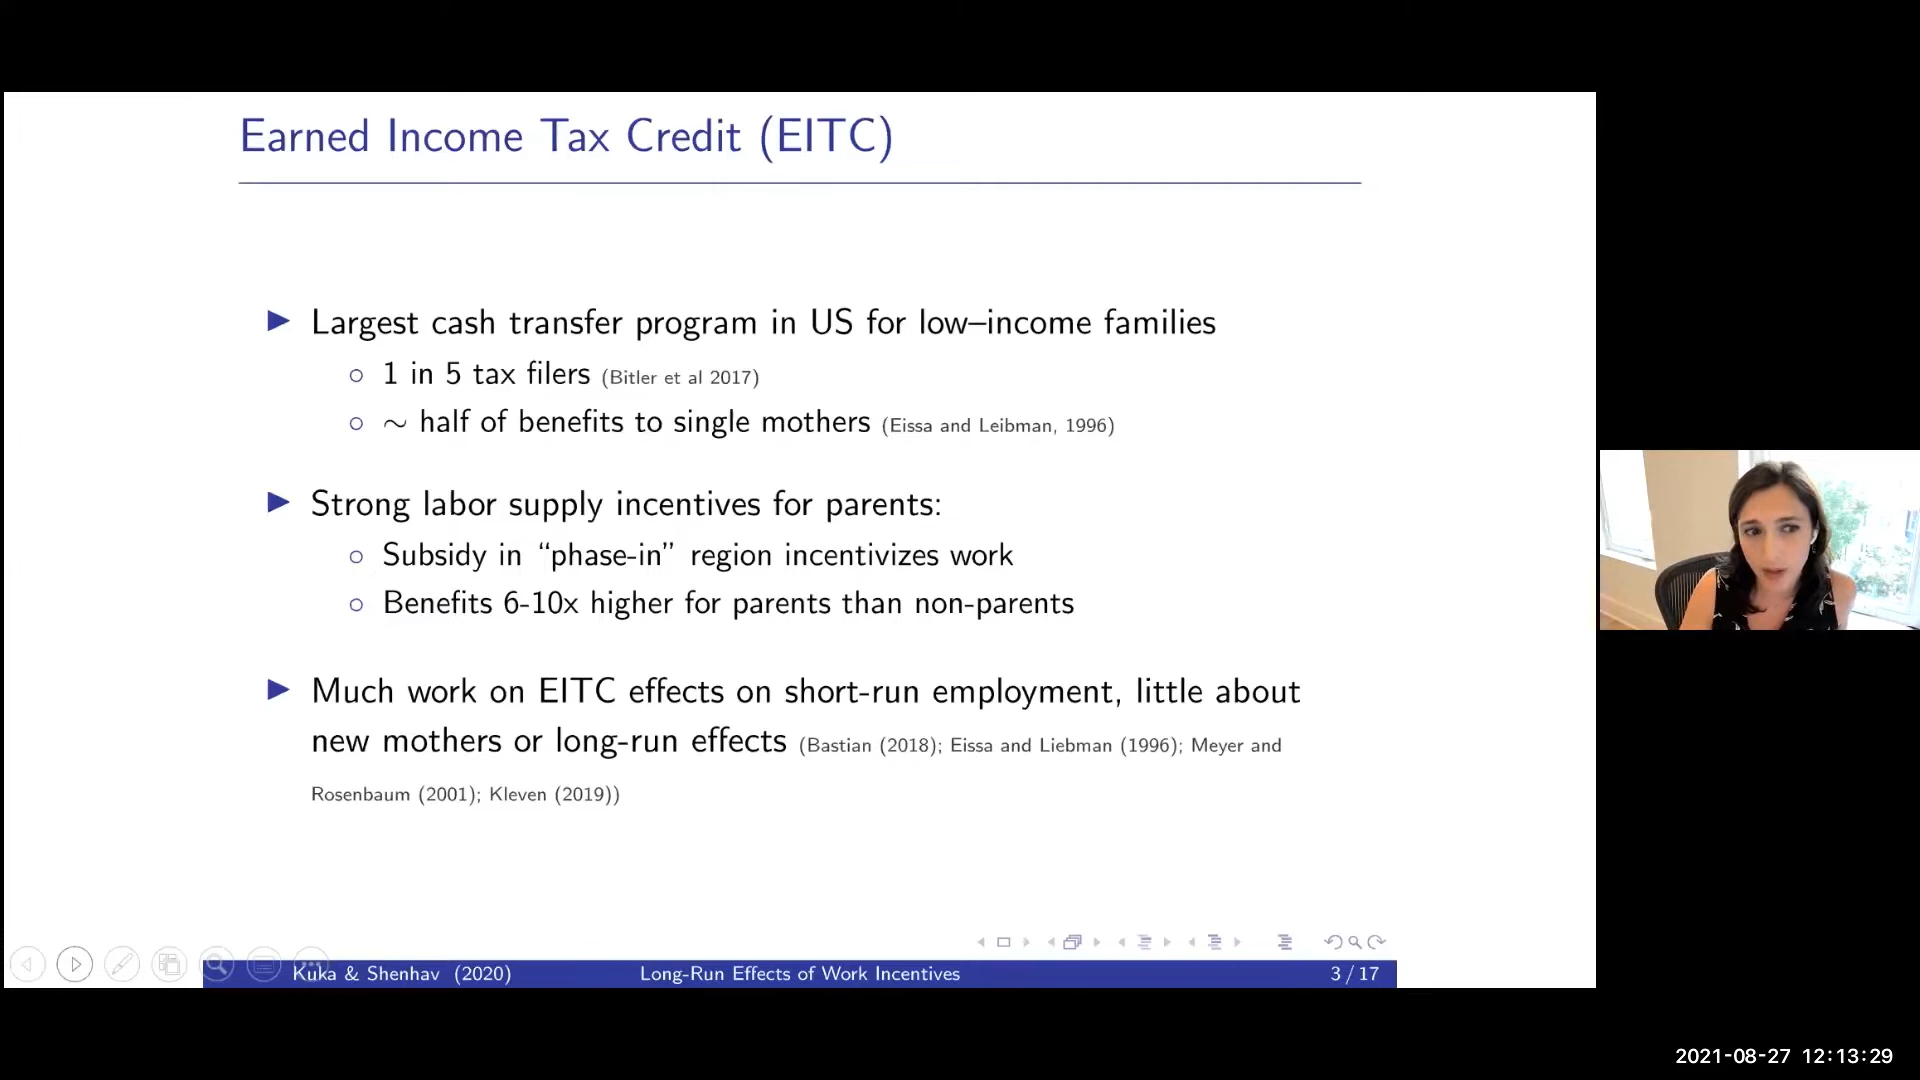 Earned Income Tax Credit (EITC)
Largest cash transfer program in US for low–income families
1 in 5 tax filers (Bitler et al 2017)
∼ half of benefits to single mothers (Eissa and Leibman, 1996)
Strong labor supply incentives for parents:
Subsidy in “phase-in” region incentivizes work
Benefits 6-10x higher for parents than non-parents
Much work on EITC effects on short-run employment, little about
new mothers or long-run effects (Bastian (2018); Eissa and Liebman (1996); Meyer and
Rosenbaum (2001); Kleven (2019))
Kuka & Shenhav (2020) Long-Run Effects of Work Incentives 3 / 17
2021-08-27 12:13:29